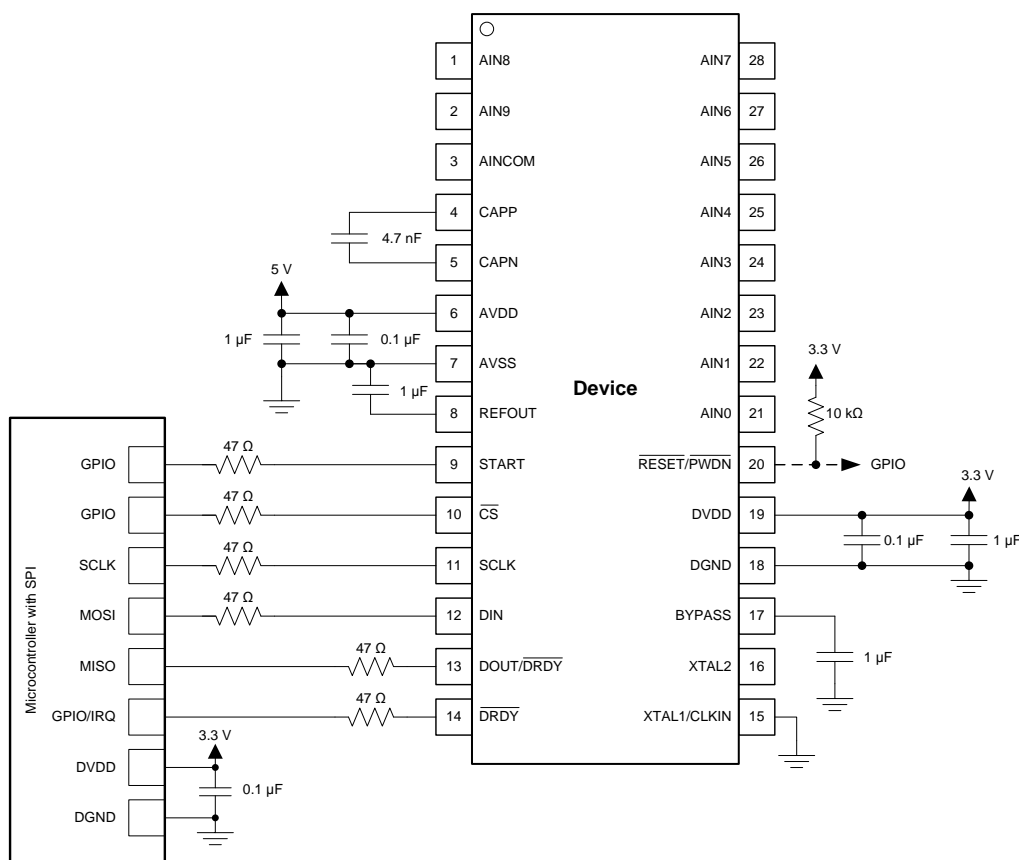 1 AIN8 AIN7 28
2 AIN9 AIN6 27
3 AINCOM AIN5 26
4 CAPP AIN4 25
4.7 nF
5 CAPN AIN3 24
5 V
6 AVDD AIN2 23
1 µF 0.1 µF
7 AVSS AIN1 22
3.3 V
Device
1 µF
10 kΩ
8 REFOUT AIN0 21
47 Ω
GPIO 9 START RESET/PWDN 20 GPIO
47 Ω
3.3 V
GPIO 10 CS DVDD 19
47 Ω
0.1 µF 1 µF
SCLK 11 SCLK DGND 18
47 Ω
MOSI 12 DIN BYPASS 17
47 Ω
MISO 13 DOUT/DRDY XTAL2 16
1 µF
47 Ω
GPIO/IRQ 14 DRDY XTAL1/CLKIN 15
3.3 V
DVDD
0.1 µF
DGND
Microcontroller with SPI